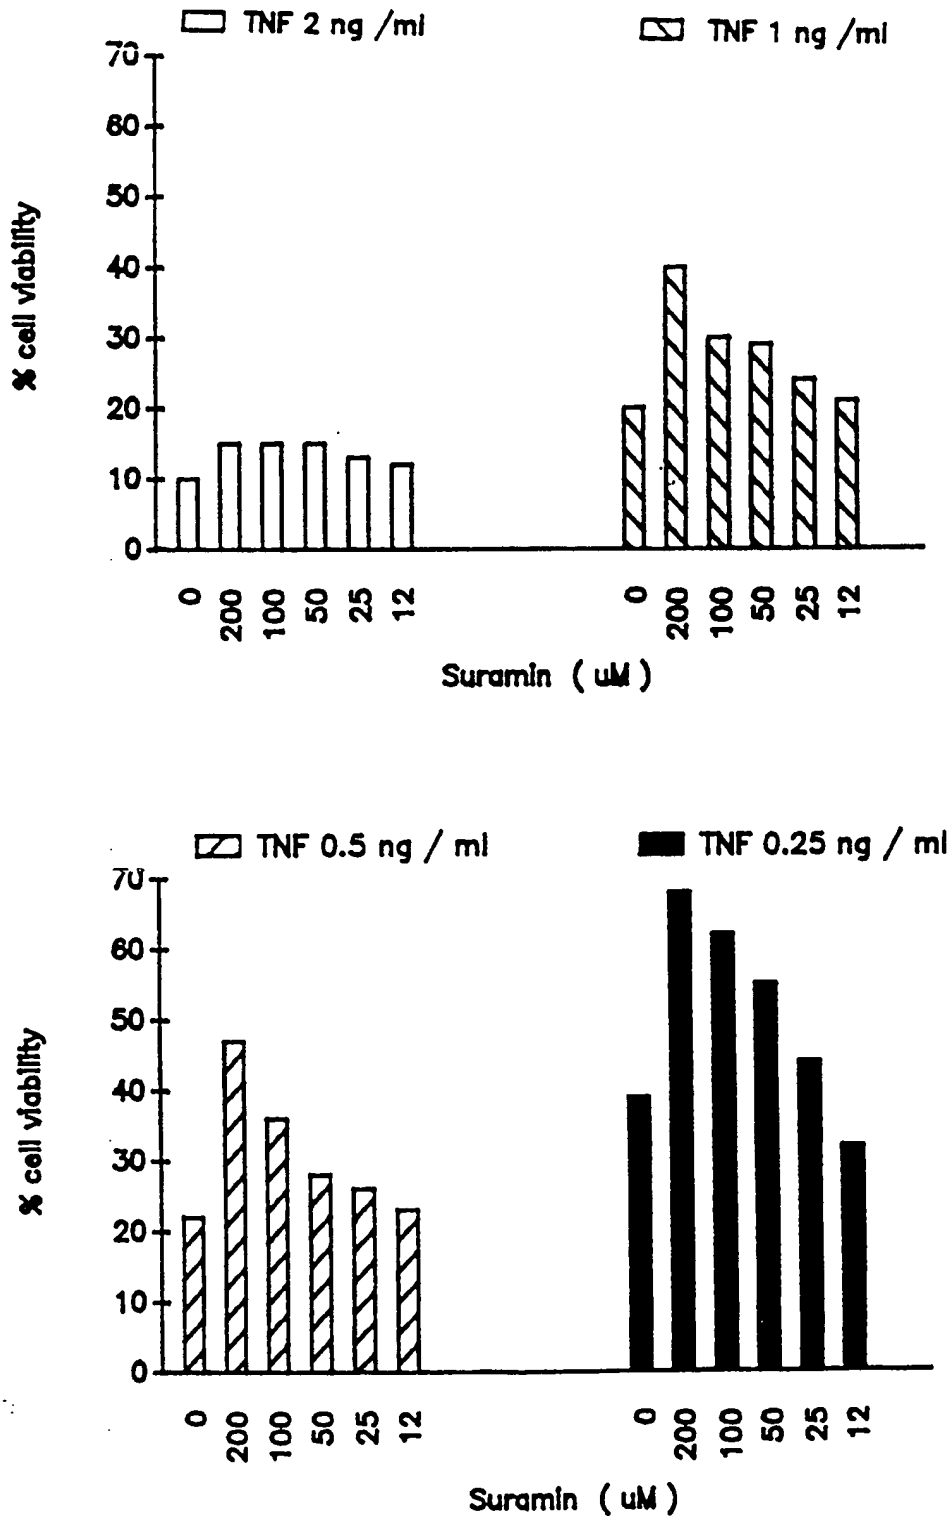 TNF 2 ng /ml
TNF 1 ng /ml
70
60
50
40
30
20
10
0
% cell viability
0 200 100 50 25 12
0 200 100 50 25 12
Suramin ( uM )
TNF 0.5 ng / ml
TNF 0.25 ng / ml
70
60
50
40
30
20
10
0
% cell viability
0 200 100 50 25 12
0 200 100 50 25 12
Suramin ( uM )